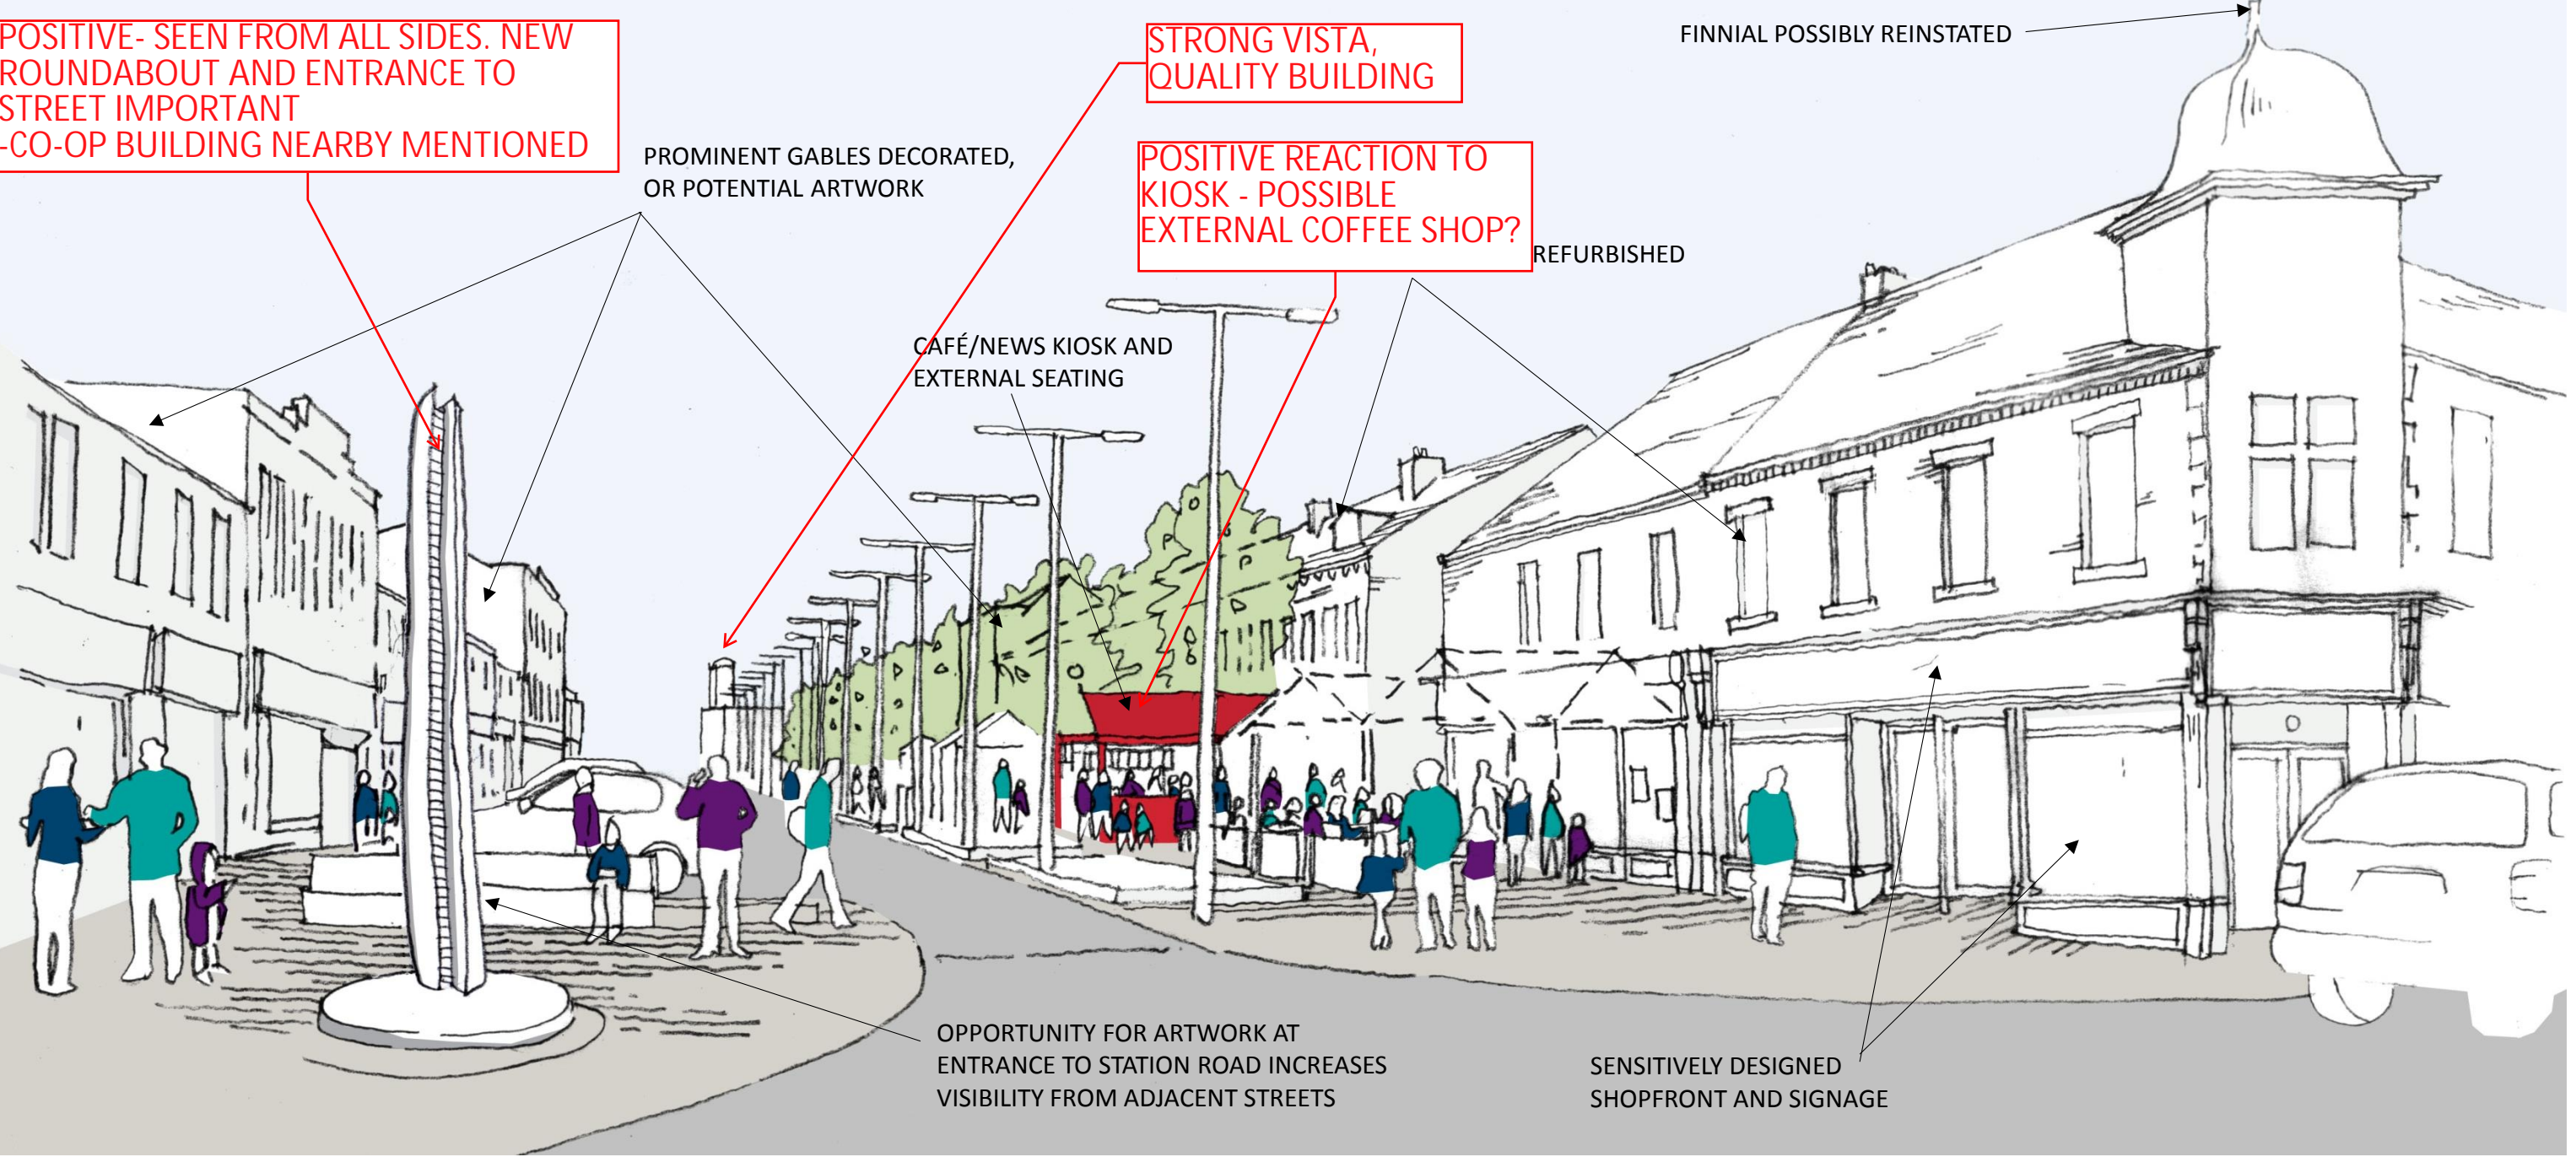 POSITIVE- SEEN FROM ALL SIDES. NEW
ROUNDABOUT AND ENTRANCE TO
STREET IMPORTANT
-CO-OP BUILDING NEARBY MENTIONED
STRONG VISTA,
QUALITY BUILDING
FINNIAL POSSIBLY REINSTATED
PROMINENT GABLES DECORATED,
OR POTENTIAL ARTWORK
POSITIVE REACTION TO
KIOSK - POSSIBLE
EXTERNAL COFFEE SHOP?
REFURBISHED
CAFÉ/NEWS KIOSK AND
EXTERNAL SEATING
OPPORTUNITY FOR ARTWORK AT
ENTRANCE TO STATION ROAD INCREASES
VISIBILITY FROM ADJACENT STREETS
SENSITIVELY DESIGNED
SHOPFRONT AND SIGNAGE